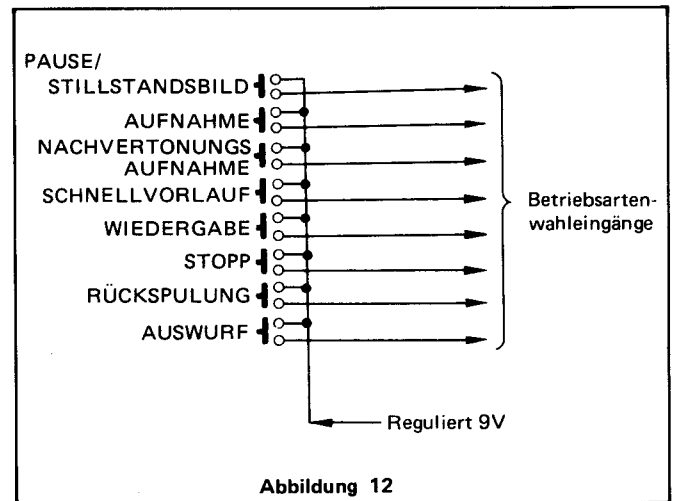 PAUSE/
STILLSTANDSBILD
AUFNAHME
NACHVERTONUNGS
AUFNAHME
SCHNELLVORLAUF
WIEDERGABE
STOPP
RÜCKSPULUNG
AUSWURF
Betriebsarten-
wahleingänge
Reguliert 9V
Abbildung 12